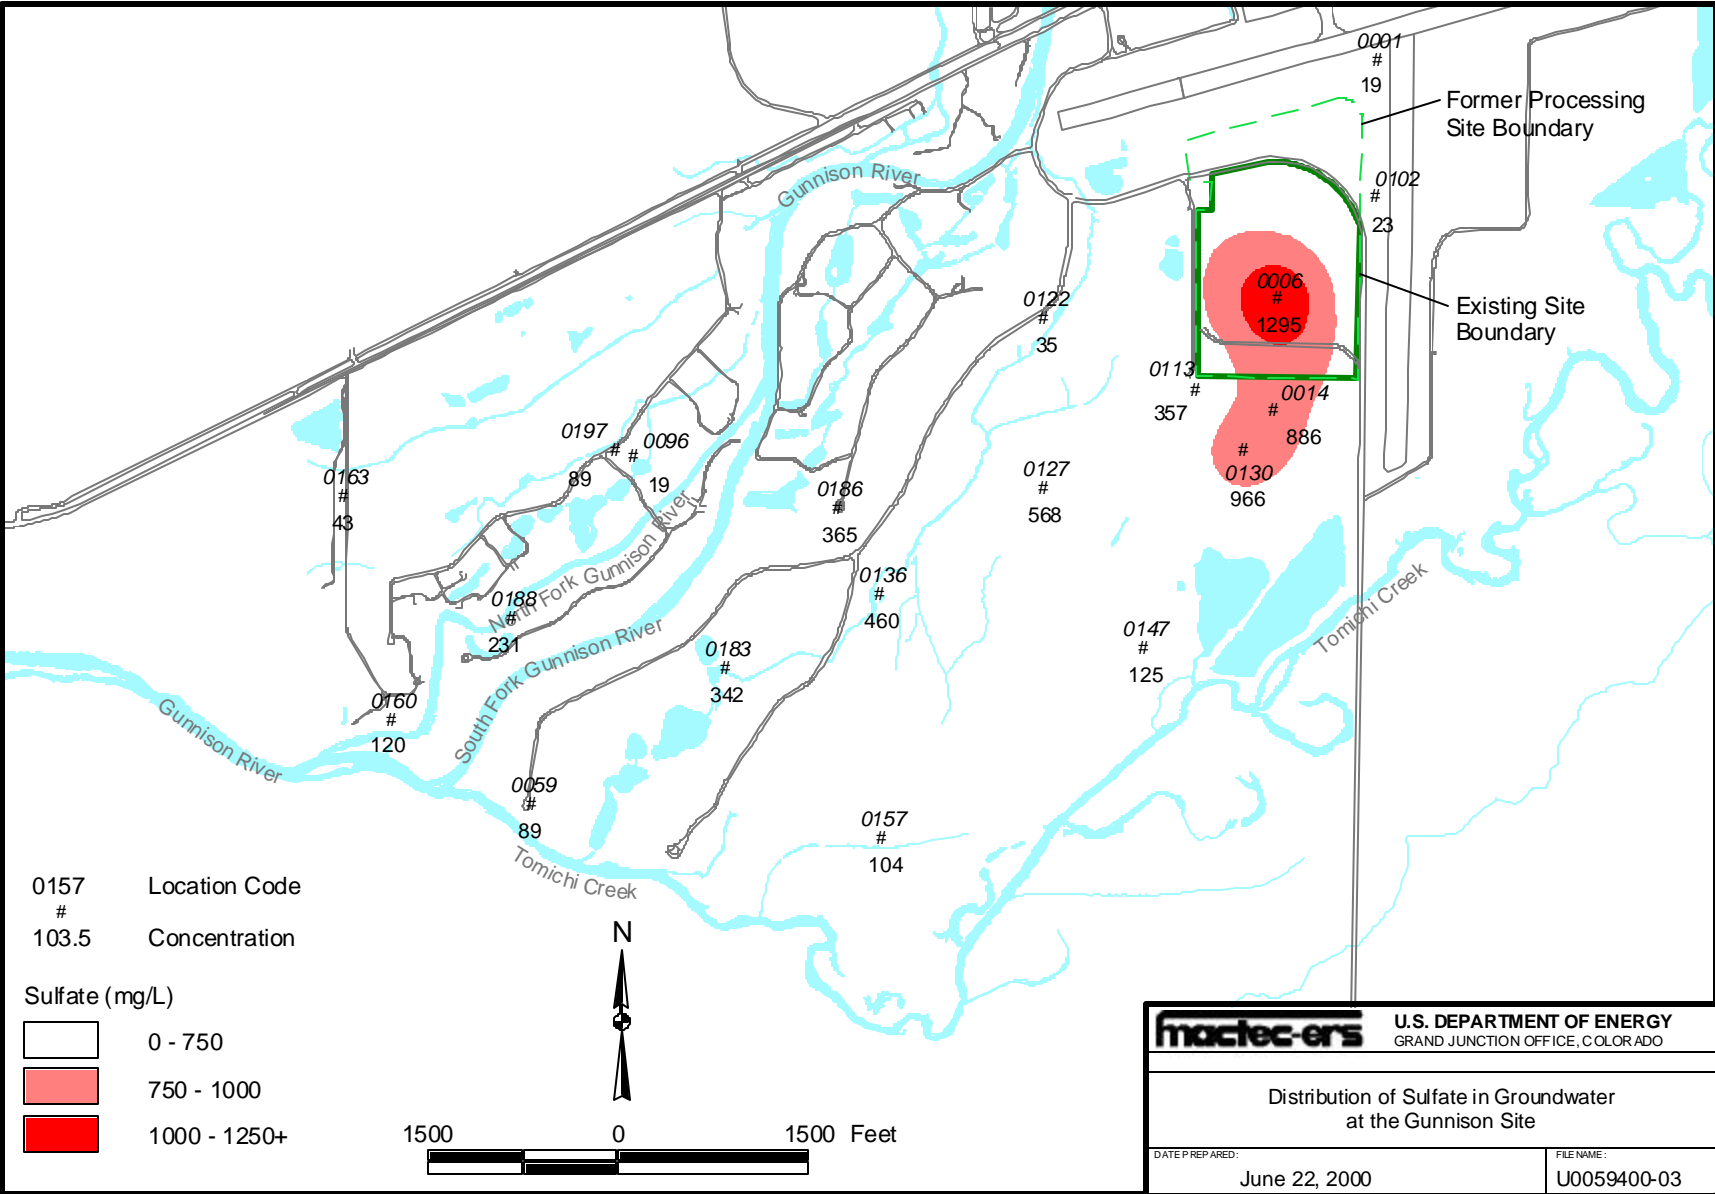 0001
#
19
Former Processing
Site Boundary
Gunnison River
0102
#
23
0006
#
1295
Existing Site
Boundary
0122
#
35
0113
#
357
0014
#
886
#
0130
966
0197
#
89
0096
#
19
0163
#
43
0186
#
365
0127
#
568
North Fork Gunnison River
0136
#
460
0188
#
231
South Fork Gunnison River
0183
#
342
0147
#
125
Tomichi Creek
Gunnison River
0160
#
120
0059
#
89
Tomichi Creek
0157
#
104
0157 Location Code
#
103.5 Concentration
Sulfate (mg/L)
0 - 750
750 - 1000
1000 - 1250+
N
1500 0 1500 Feet
mactec-ers
U.S. DEPARTMENT OF ENERGY
GRAND JUNCTION OFFICE, COLORADO
Distribution of Sulfate in Groundwater
at the Gunnison Site
DATE PREPARED:
June 22, 2000
FILENAME:
U0059400-03